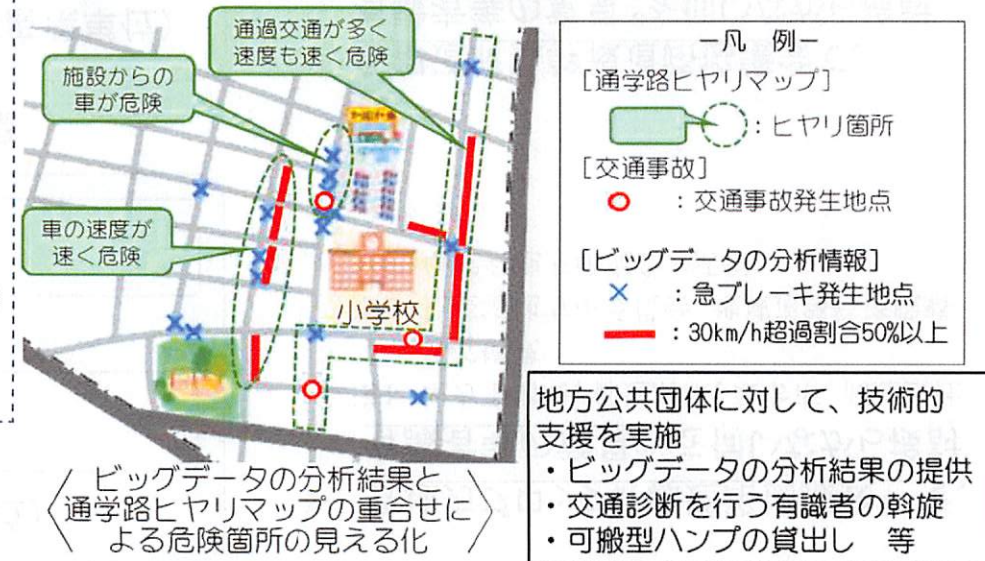 通過交通が多く
速度も速く危険
施設からの
車が危険
車の速度が
速く危険
小学校
〈 ビッグデータの分析結果と
通学路ヒヤリマップの重合せに
よる危険箇所の見える化 〉
－凡　例－
[通学路ヒヤリマップ]
：ヒヤリ箇所
[交通事故]
：交通事故発生地点
[ビッグデータの分析情報]
：急ブレーキ発生地点
：30km/h超過割合50%以上
地方公共団体に対して、技術的
支援を実施
・ビッグデータの分析結果の提供
・交通診断を行う有識者の斡旋
・可搬型ハンプの貸出し　等